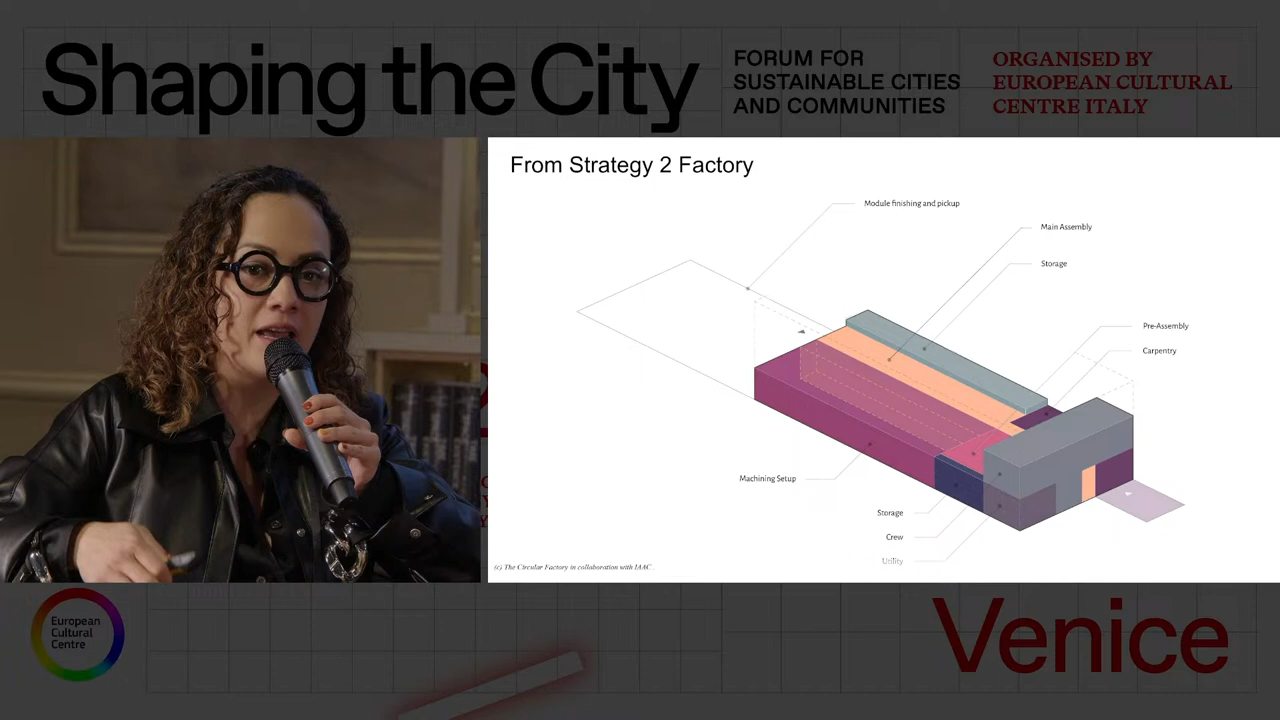 Shaping the City
FORUM FOR
SUSTAINABLE CITIES
AND COMMUNITIES
ORGANISED BY
EUROPEAN CULTURAL
CENTRE ITALY
From Strategy 2 Factory
Module finishing and pickup
Main Assembly
Storage
Pre-Assembly
Carpentry
Machining Setup
Storage
Crew
Utility
(c) The Circular Factory in collaboration with IAAC.
European
Cultural
Centre
Venice